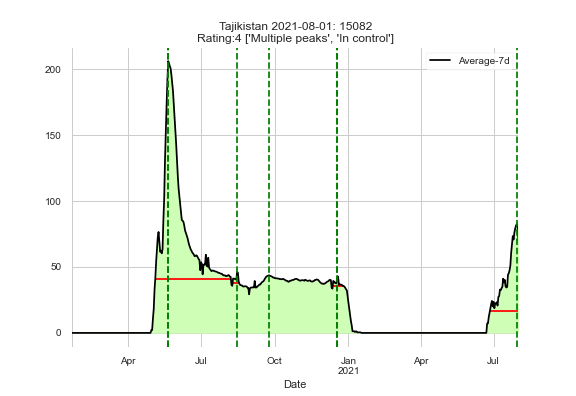 Tajikistan 2021-08-01: 15082
Rating:4 ['Multiple peaks', 'In control']
Average-7d
200
150
100
50
0
Apr Jul Oct Jan Apr Jul
2021
Date